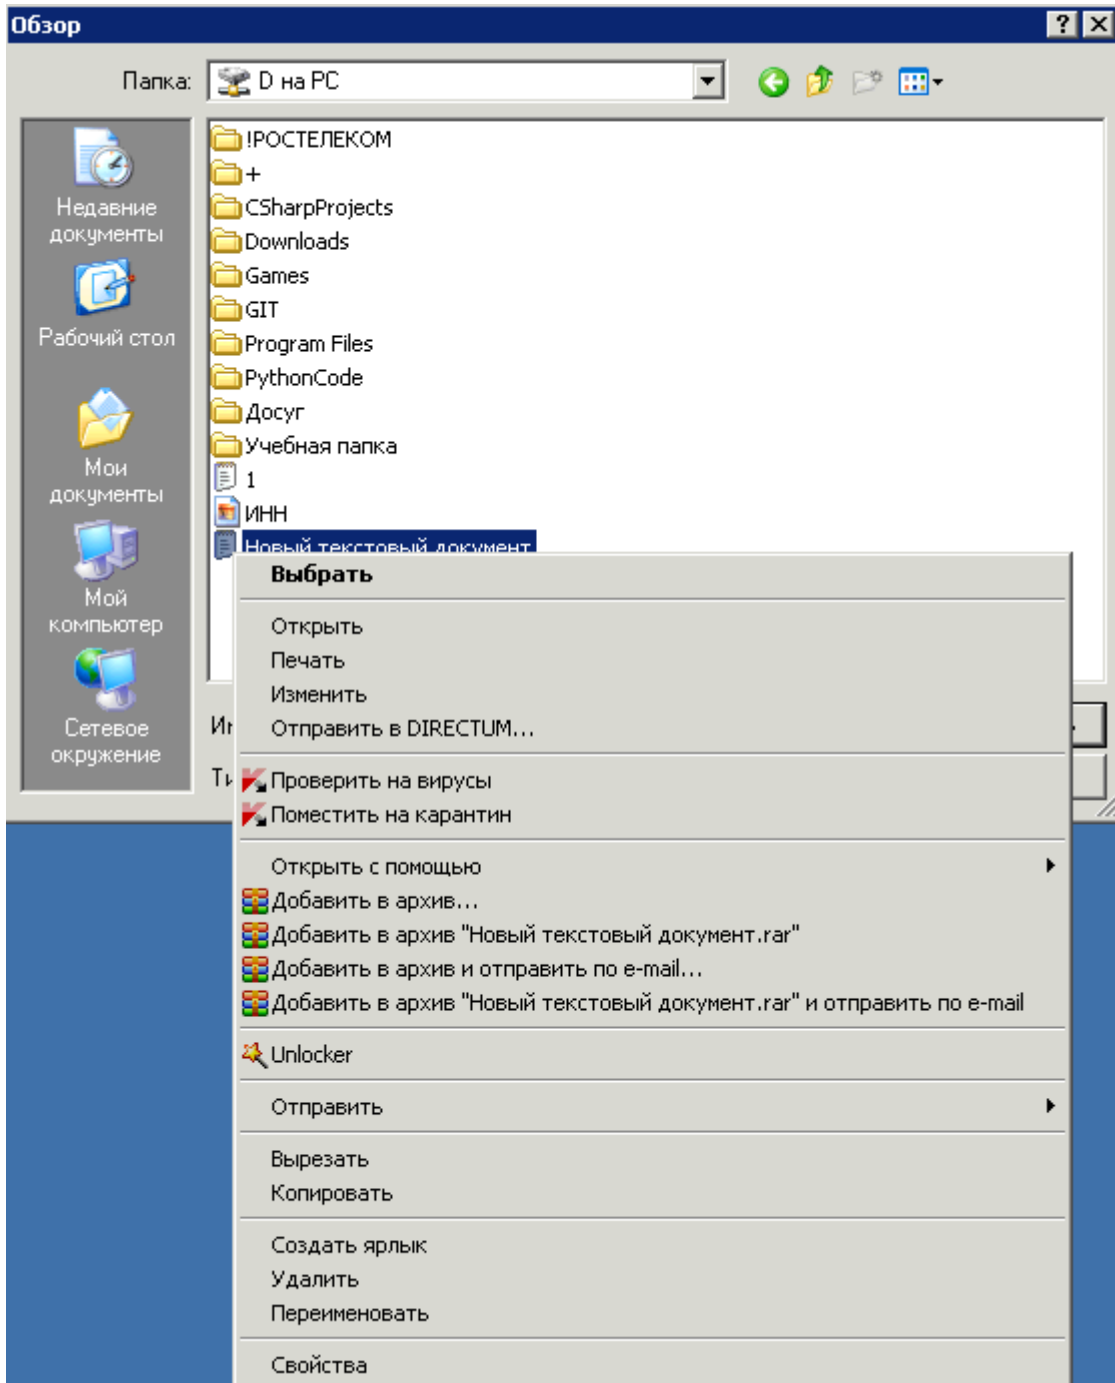 Обзор
Папка: D на PC
Недавние
документы
Рабочий стол
Мои
документы
Мой
компьютер
Сетевое
окружение
!РОСТЕЛЕКОМ
+
CSharpProjects
Downloads
Games
GIT
Program Files
PythonCode
Досуг
Учебная папка
1
ИНН
Новый текстовый документ
Выбрать
Открыть
Печать
Изменить
Отправить в DIRECTUM...
Проверить на вирусы
Поместить на карантин
Открыть с помощью
Добавить в архив...
Добавить в архив "Новый текстовый документ.rar"
Добавить в архив и отправить по e-mail...
Добавить в архив "Новый текстовый документ.rar" и отправить по e-mail
Unlocker
Отправить
Вырезать
Копировать
Создать ярлык
Удалить
Переименовать
Свойства